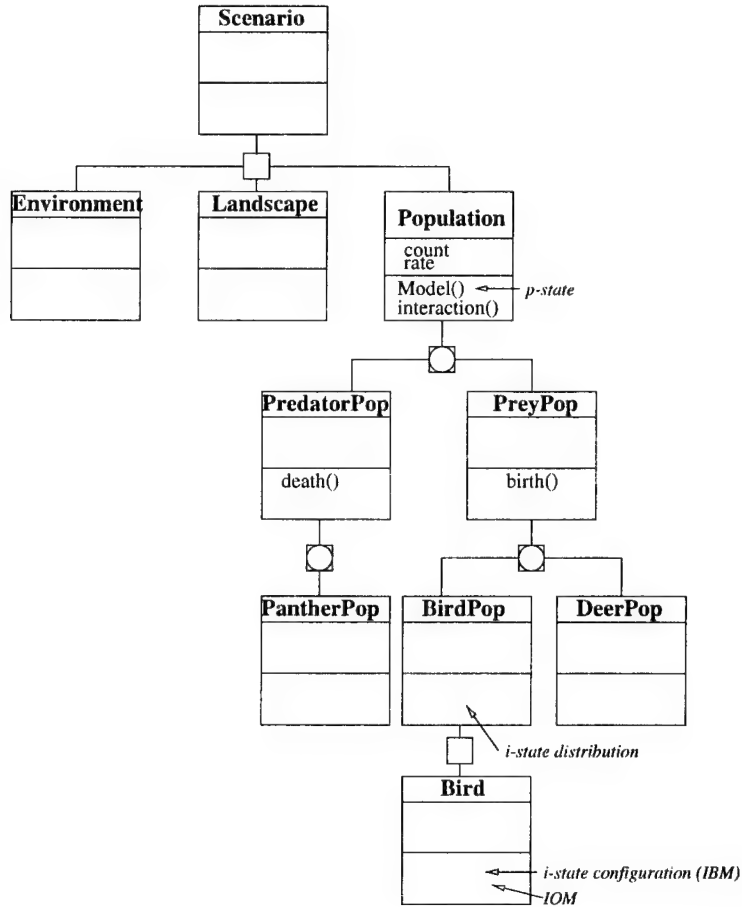 Scenario
Environment
Landscape
Population
count
rate
Model()
p-state
interaction()
PredatorPop
PreyPop
death()
birth()
PantherPop
BirdPop
DeerPop
i-state distribution
Bird
i-state configuration (IBM)
IOM